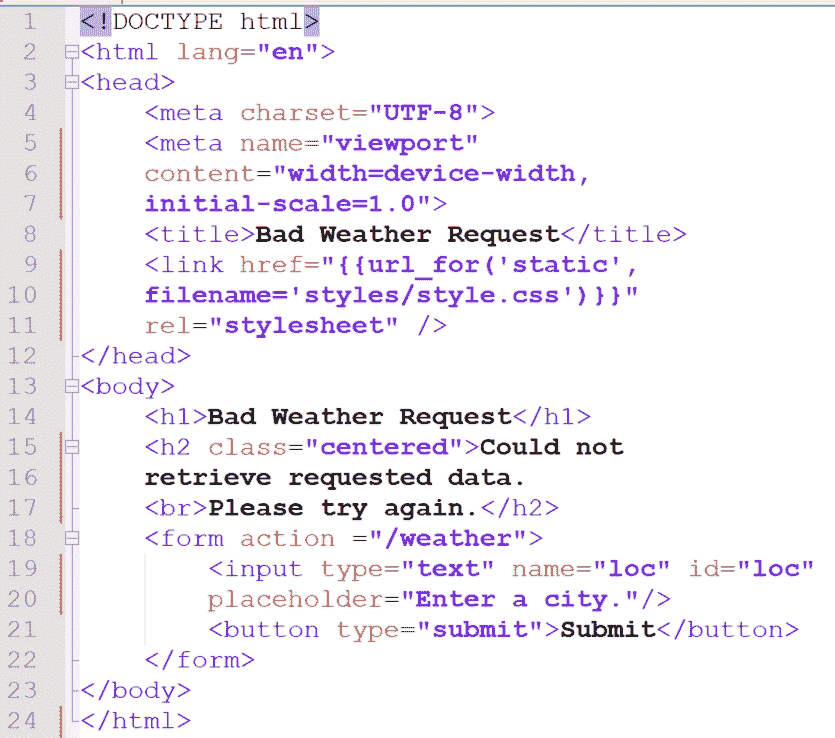 1 <!DOCTYPE html>
2 <html lang="en">
3 <head>
4     <meta charset="UTF-8">
5     <meta name="viewport"
6     content="width=device-width,
7     initial-scale=1.0">
8     <title>Bad Weather Request</title>
9     <link href="{{url_for('static',
10     filename='styles/style.css')}}"
11     rel="stylesheet" />
12 </head>
13 <body>
14     <h1>Bad Weather Request</h1>
15     <h2 class="centered">Could not
16     retrieve requested data.
17     <br>Please try again.</h2>
18     <form action ="/weather">
19         <input type="text" name="loc" id="loc"
20         placeholder="Enter a city."/>
21         <button type="submit">Submit</button>
22     </form>
23 </body>
24 </html>